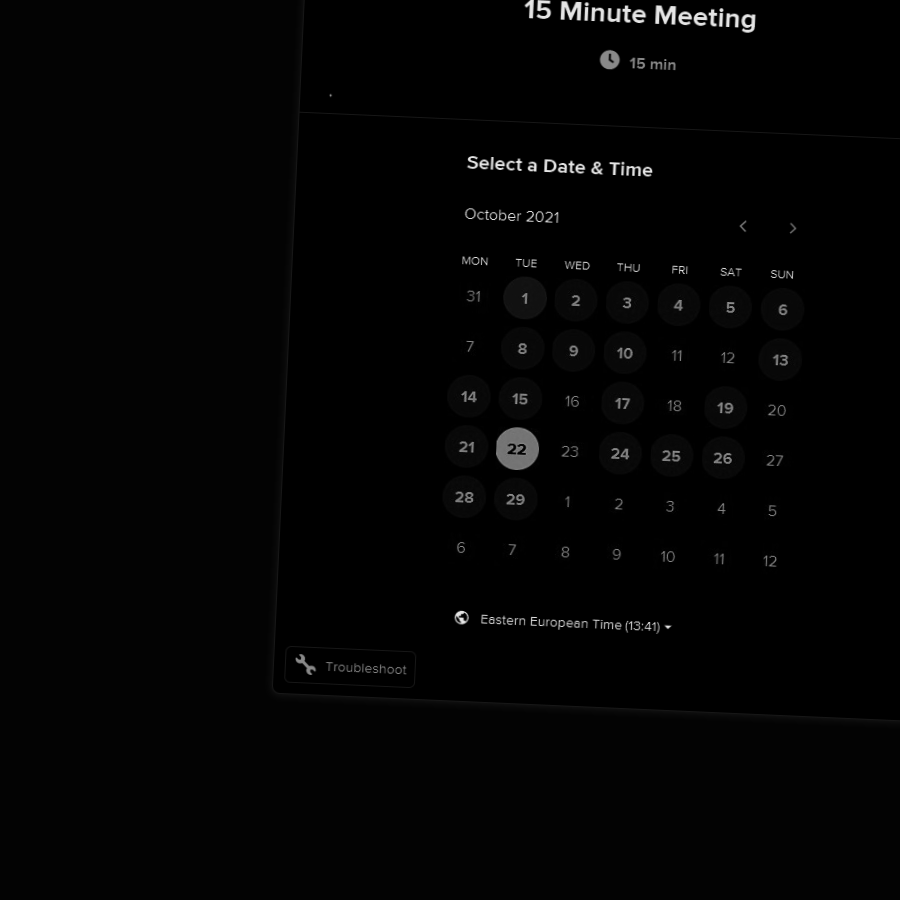 15 Minute Meeting
15 min
Select a Date & Time
October 2021
MON TUE WED THU FRI SAT SUN
31 1 2 3 4 5 6
7 8 9 10 11 12 13
14 15 16 17 18 19 20
21 22 23 24 25 26 27
28 29 1 2 3 4 5
6 7 8 9 10 11 12
Eastern European Time (13:41)
Troubleshoot